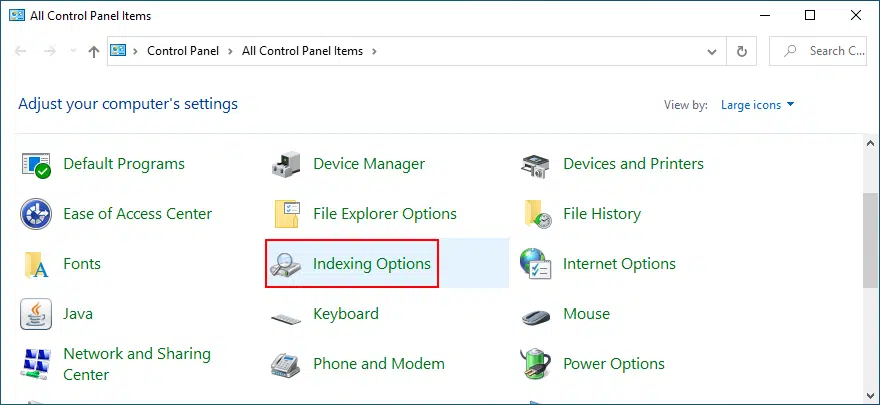 All Control Panel Items
Control Panel > All Control Panel Items >
Search C...
Adjust your computer's settings
View by: Large icons
Default Programs
Device Manager
Devices and Printers
Ease of Access Center
File Explorer Options
File History
Fonts
Indexing Options
Internet Options
Java
Keyboard
Mouse
Network and Sharing
Center
Phone and Modem
Power Options